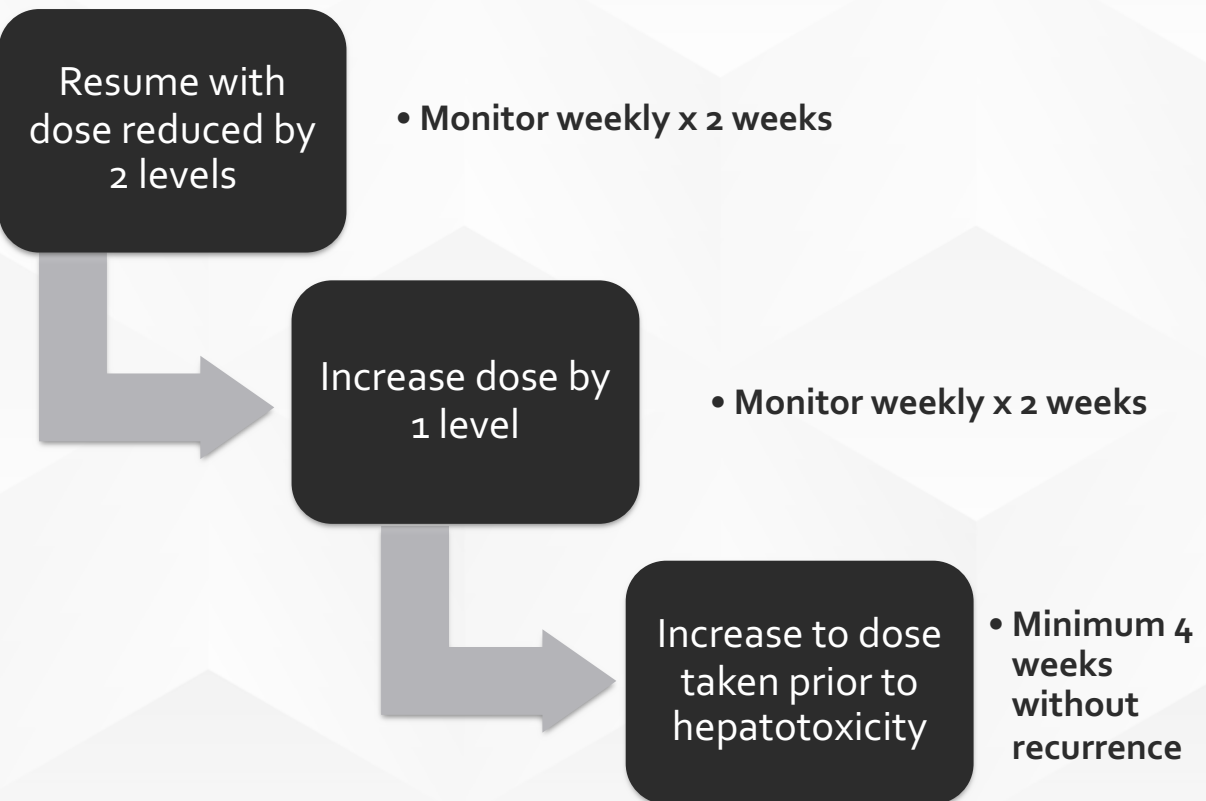 Resume with
dose reduced by
2 levels
• Monitor weekly x 2 weeks
Increase dose by
1 level
• Monitor weekly x 2 weeks
Increase to dose
taken prior to
hepatotoxicity
• Minimum 4
weeks
without
recurrence